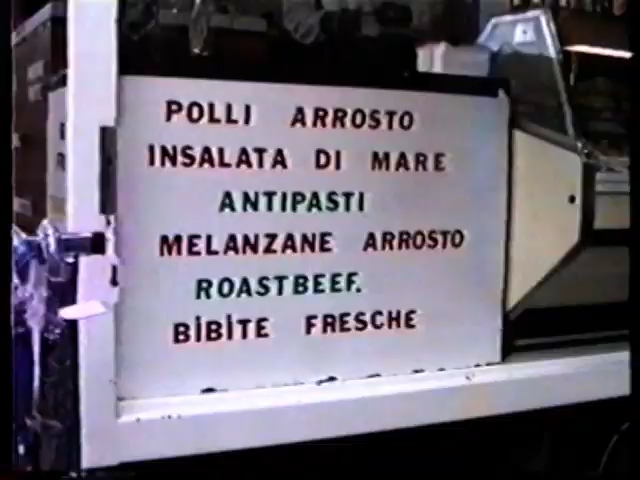 POLLI ARROSTO
INSALATA DI MARE
ANTIPASTI
MELANZANE ARROSTO
ROASTBEEF.
BiBiTE FRESCHE